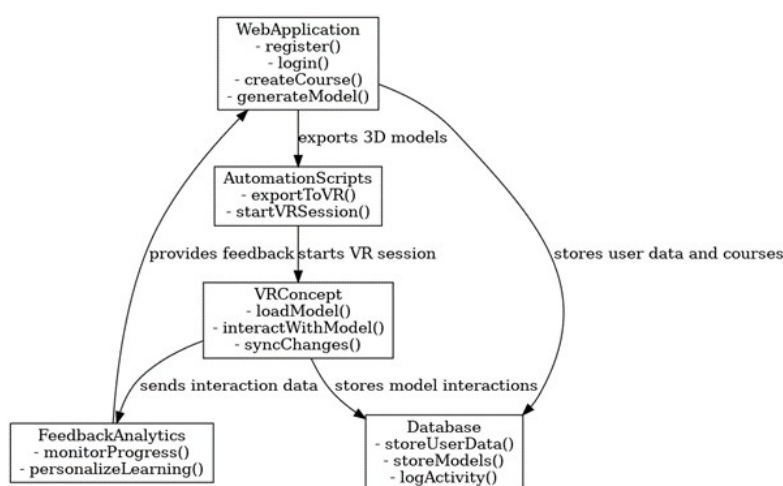 WebApplication
- register()
- login()
- createCourse()
- generateModel()
exports 3D models
AutomationScripts
- exportToVR()
- startVRSession()
provides feedback
starts VR session
stores user data and courses
VRConcept
- loadModel()
- interactWithModel()
- syncChanges()
sends interaction data
stores model interactions
FeedbackAnalytics
- monitorProgress()
- personalizeLearning()
Database
- storeUserData()
- storeModels()
- logActivity()